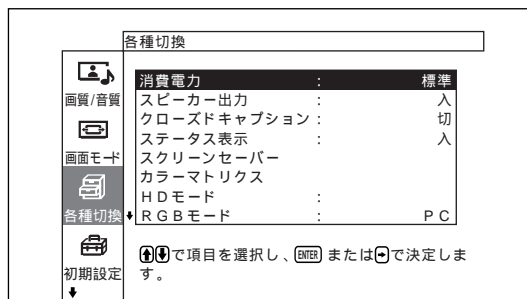 各種切換
画質/音質
画面モード
各種切換
初期設定
消費電力 : 標準
スピーカー出力 : 入
クローズドキャプション : 切
ステータス表示 : 入
スクリーンセーバー
カラーマトリクス
HDモード :
RGBモード : PC
で項目を選択し、ENTER または で決定しま
す。